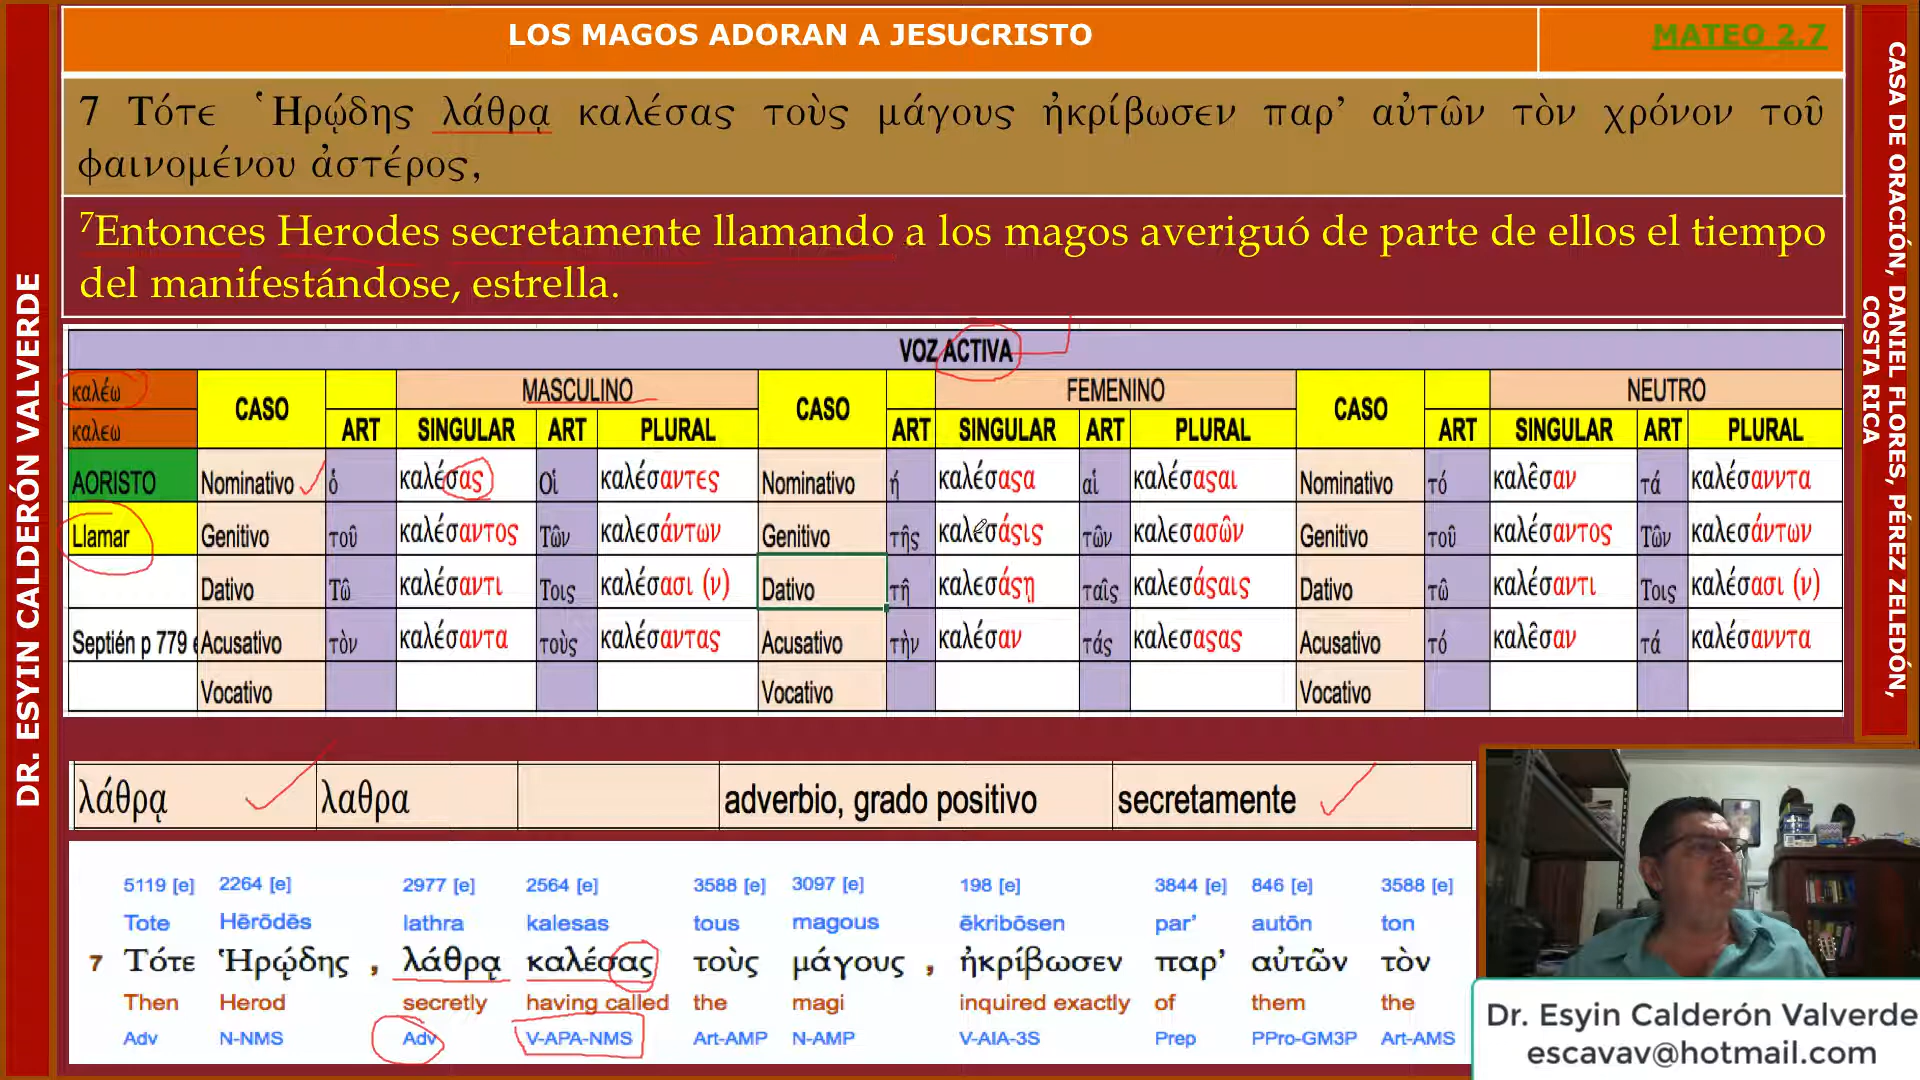 LOS MAGOS ADORAN A JESUCRISTO
MATEO 2.7
7 Τότε Ἡρῴδης λάθρᾳ καλέσας τοὺς μάγους ἠκρίβωσεν παρ’ αὐτῶν τὸν χρόνον τοῦ
φαινομένου ἀστέρος,
7Entonces Herodes secretamente llamando a los magos averiguó de parte de ellos el tiempo
del manifestándose, estrella.
VOZ ACTIVA
καλέω CASO MASCULINO CASO FEMENINO CASO NEUTRO
καλεω ART SINGULAR ART PLURAL ART SINGULAR ART PLURAL ART SINGULAR ART PLURAL
AORISTO Nominativo ὁ καλέσας Οἱ καλέσαντες Nominativo ἡ καλέσαςα αἱ καλέσαςαι Nominativo τό καλêσαν τά καλέσανντα
Llamar Genitivo τοῦ καλέσαντος Τῶν καλεσάντων Genitivo τῆς καλεσάςις τῶν καλεσασῶν Genitivo τοῦ καλέσαντος Τῶν καλεσάντων
Dativo Τῶ καλέσαντι Τοις καλέσασι (ν) Dativo τῆ καλεσάςῃ ταῖς καλεσάςαις Dativo τῶ καλέσαντι Τοις καλέσασι (ν)
Septién p 779 Acusativo τὸν καλέσαντα τοὺς καλέσαντας Acusativo τὴν καλέσαν τάς καλεσαςας Acusativo τό καλêσαν τά καλέσανντα
Vocativo Vocativo Vocativo
λάθρᾳ λαθρα adverbio, grado positivo secretamente
5119 [e] 2264 [e] 2977 [e] 2564 [e] 3588 [e] 3097 [e] 198 [e] 3844 [e] 846 [e] 3588 [e]
Tote Hērōdēs lathra kalesas tous magous ēkribōsen par’ autōn ton
7 Τότε Ἡρῴδης , λάθρᾳ καλέσας τοὺς μάγους , ἠκρίβωσεν παρ’ αὐτῶν τὸν
Then Herod secretly having called the magi inquired exactly of them the
Adv N-NMS Adv V-APA-NMS Art-AMP N-AMP V-AIA-3S Prep PPro-GM3P Art-AMS
DR. ESYIN CALDERÓN VALVERDE
CASA DE ORACIÓN, DANIEL FLORES, PÉREZ ZELEDÓN,
COSTA RICA
Dr. Esyin Calderón Valverde
escavav@hotmail.com